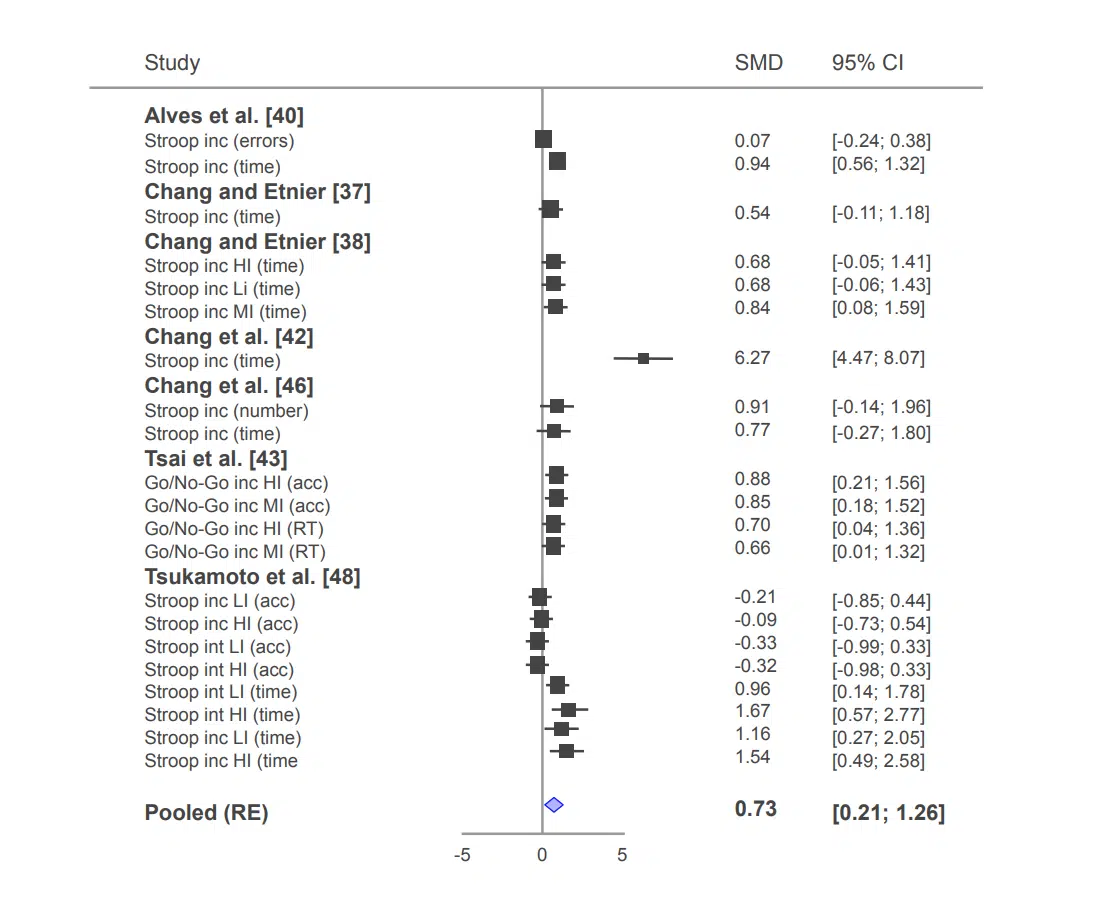 Study SMD 95% CI
Alves et al. [40]
Stroop inc (errors) 0.07 [-0.24; 0.38]
Stroop inc (time) 0.94 [0.56; 1.32]
Chang and Etnier [37]
Stroop inc (time) 0.54 [-0.11; 1.18]
Chang and Etnier [38]
Stroop inc HI (time) 0.68 [-0.05; 1.41]
Stroop inc Li (time) 0.68 [-0.06; 1.43]
Stroop inc MI (time) 0.84 [0.08; 1.59]
Chang et al. [42]
Stroop inc (time) 6.27 [4.47; 8.07]
Chang et al. [46]
Stroop inc (number) 0.91 [-0.14; 1.96]
Stroop inc (time) 0.77 [-0.27; 1.80]
Tsai et al. [43]
Go/No-Go inc HI (acc) 0.88 [0.21; 1.56]
Go/No-Go inc MI (acc) 0.85 [0.18; 1.52]
Go/No-Go inc HI (RT) 0.70 [0.04; 1.36]
Go/No-Go inc MI (RT) 0.66 [0.01; 1.32]
Tsukamoto et al. [48]
Stroop inc LI (acc) -0.21 [-0.85; 0.44]
Stroop inc HI (acc) -0.09 [-0.73; 0.54]
Stroop int LI (acc) -0.33 [-0.99; 0.33]
Stroop int HI (acc) -0.32 [-0.98; 0.33]
Stroop int LI (time) 0.96 [0.14; 1.78]
Stroop int HI (time) 1.67 [0.57; 2.77]
Stroop inc LI (time) 1.16 [0.27; 2.05]
Stroop inc HI (time 1.54 [0.49; 2.58]
Pooled (RE) 0.73 [0.21; 1.26]
-5 0 5